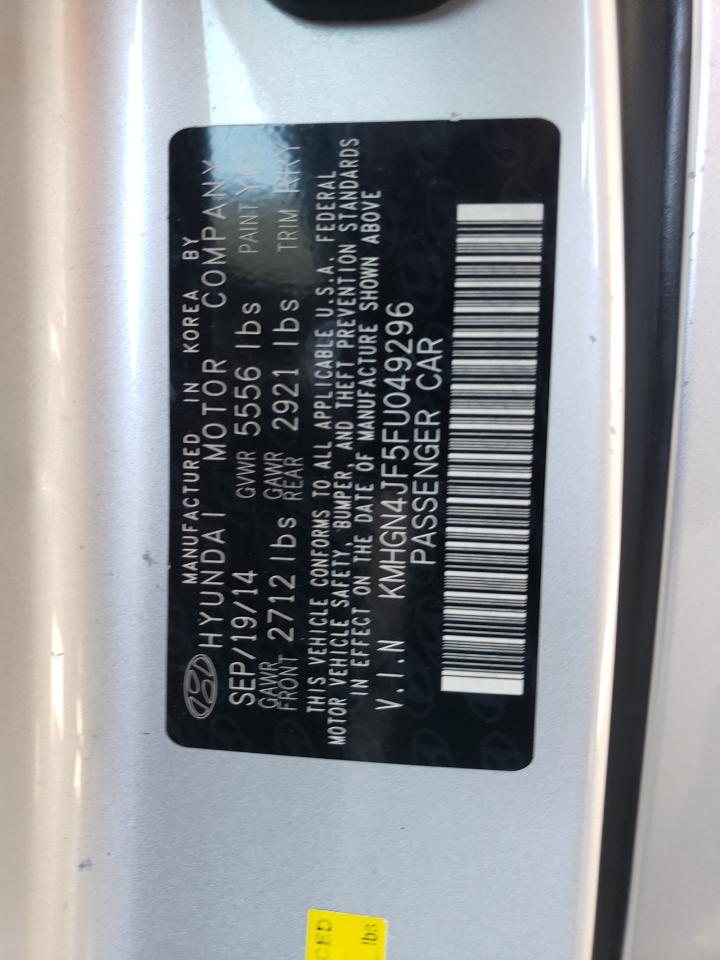 MANUFACTURED IN KOREA BY
HYUNDAI MOTOR COMPANY
SEP/19/14 GVWR 5556 lbs PAINT
GAWR FRONT 2712 lbs GAWR REAR 2921 lbs TRIM RRY
THIS VEHICLE CONFORMS TO ALL APPLICABLE U.S.A. FEDERAL
MOTOR VEHICLE SAFETY, BUMPER, AND THEFT PREVENTION STANDARDS
IN EFFECT ON THE DATE OF MANUFACTURE SHOWN ABOVE
V.I.N KMHGN4JF5FU049296
PASSENGER CAR
lbs